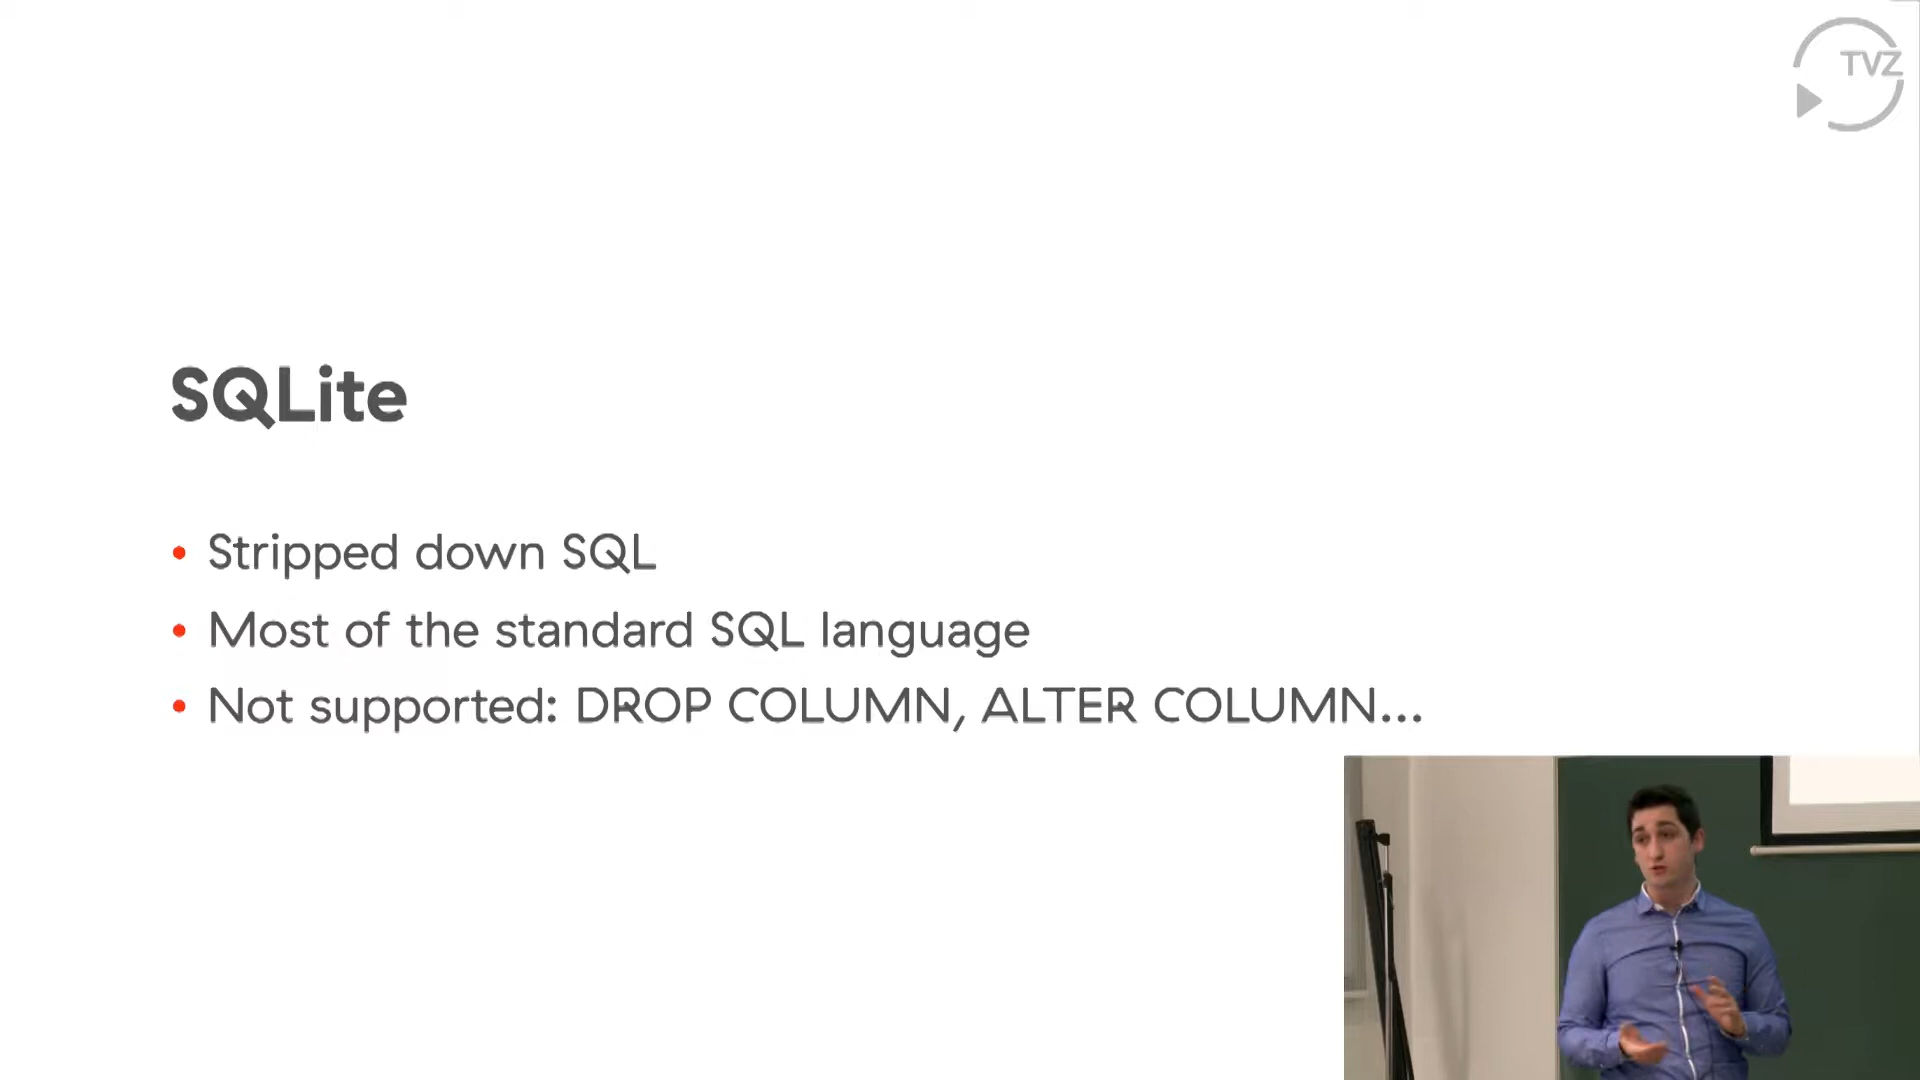 TVZ
SQLite
• Stripped down SQL
• Most of the standard SQL language
• Not supported: DROP COLUMN, ALTER COLUMN...